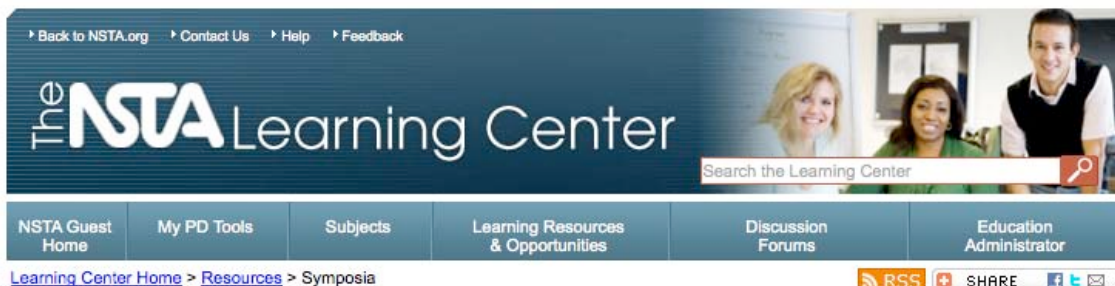 Back to NSTA.org Contact Us Help Feedback
The NSTA Learning Center
Search the Learning Center
NSTA Guest Home My PD Tools Subjects Learning Resources & Opportunities Discussion Forums Education Administrator
Learning Center Home > Resources > Symposia
RSS SHARE